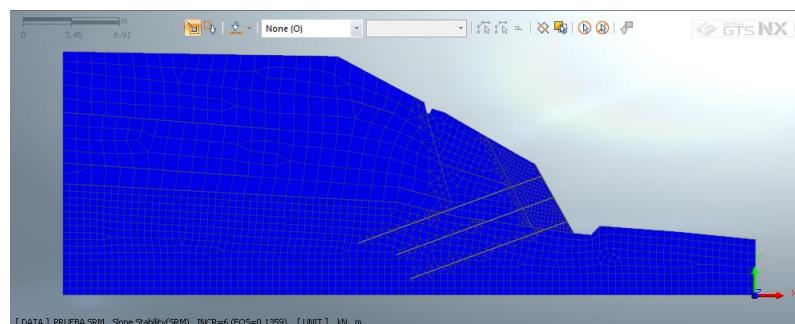 m
0 3.45 6.91
None (O)
midas GTS NX
Y
Z X
[ DATA ] PRUEBA SRM, Slope Stability(SRM), INCR=6 (FOS=0.1359), [ UNIT ] kN, m